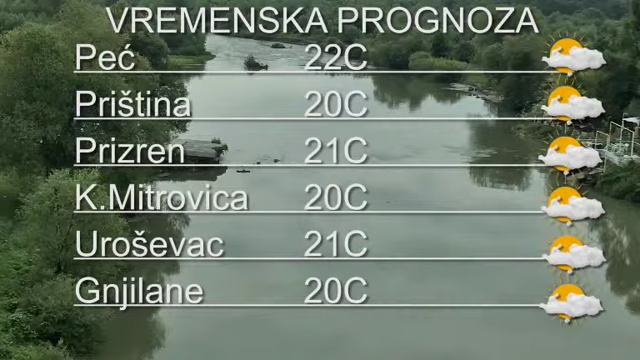 VREMENSKA PROGNOZA
Peć 22C
Priština 20C
Prizren 21C
K.Mitrovica 20C
Uroševac 21C
Gnjilane 20C